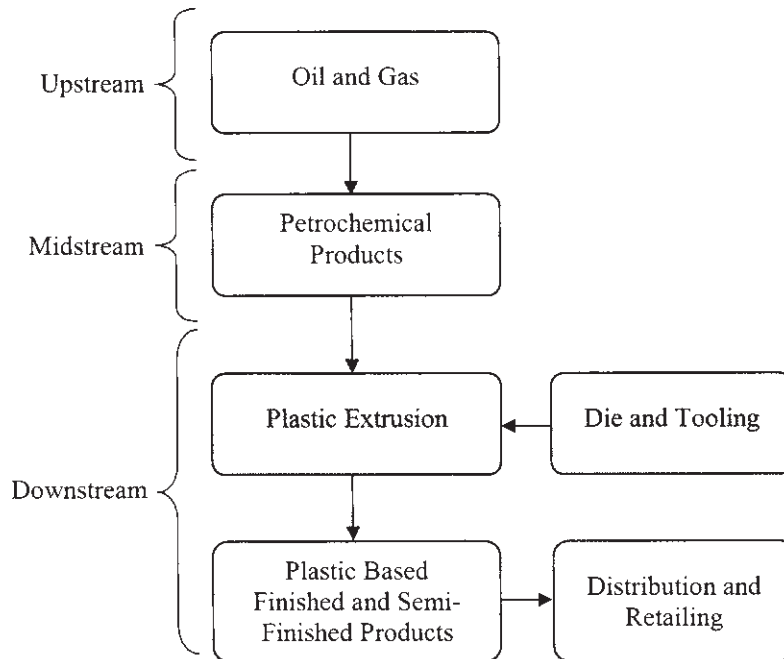 Upstream
Oil and Gas
Midstream
Petrochemical
Products
Downstream
Plastic Extrusion
Die and Tooling
Plastic Based
Finished and Semi-
Finished Products
Distribution and
Retailing